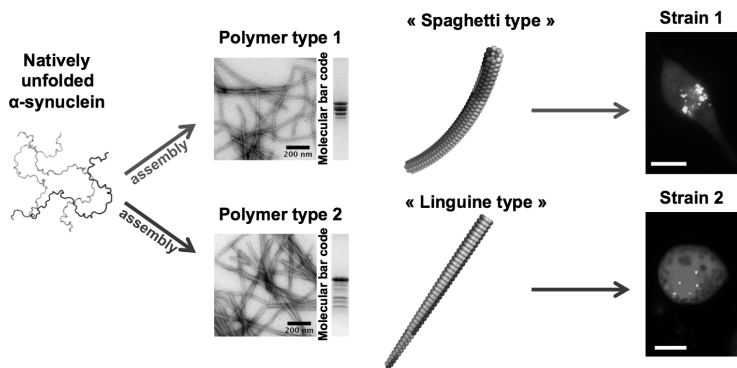 Natively
unfolded
α-synuclein
assembly
assembly
Polymer type 1
Molecular bar code
200 nm
« Spaghetti type »
Strain 1
Polymer type 2
Molecular bar code
200 nm
« Linguine type »
Strain 2